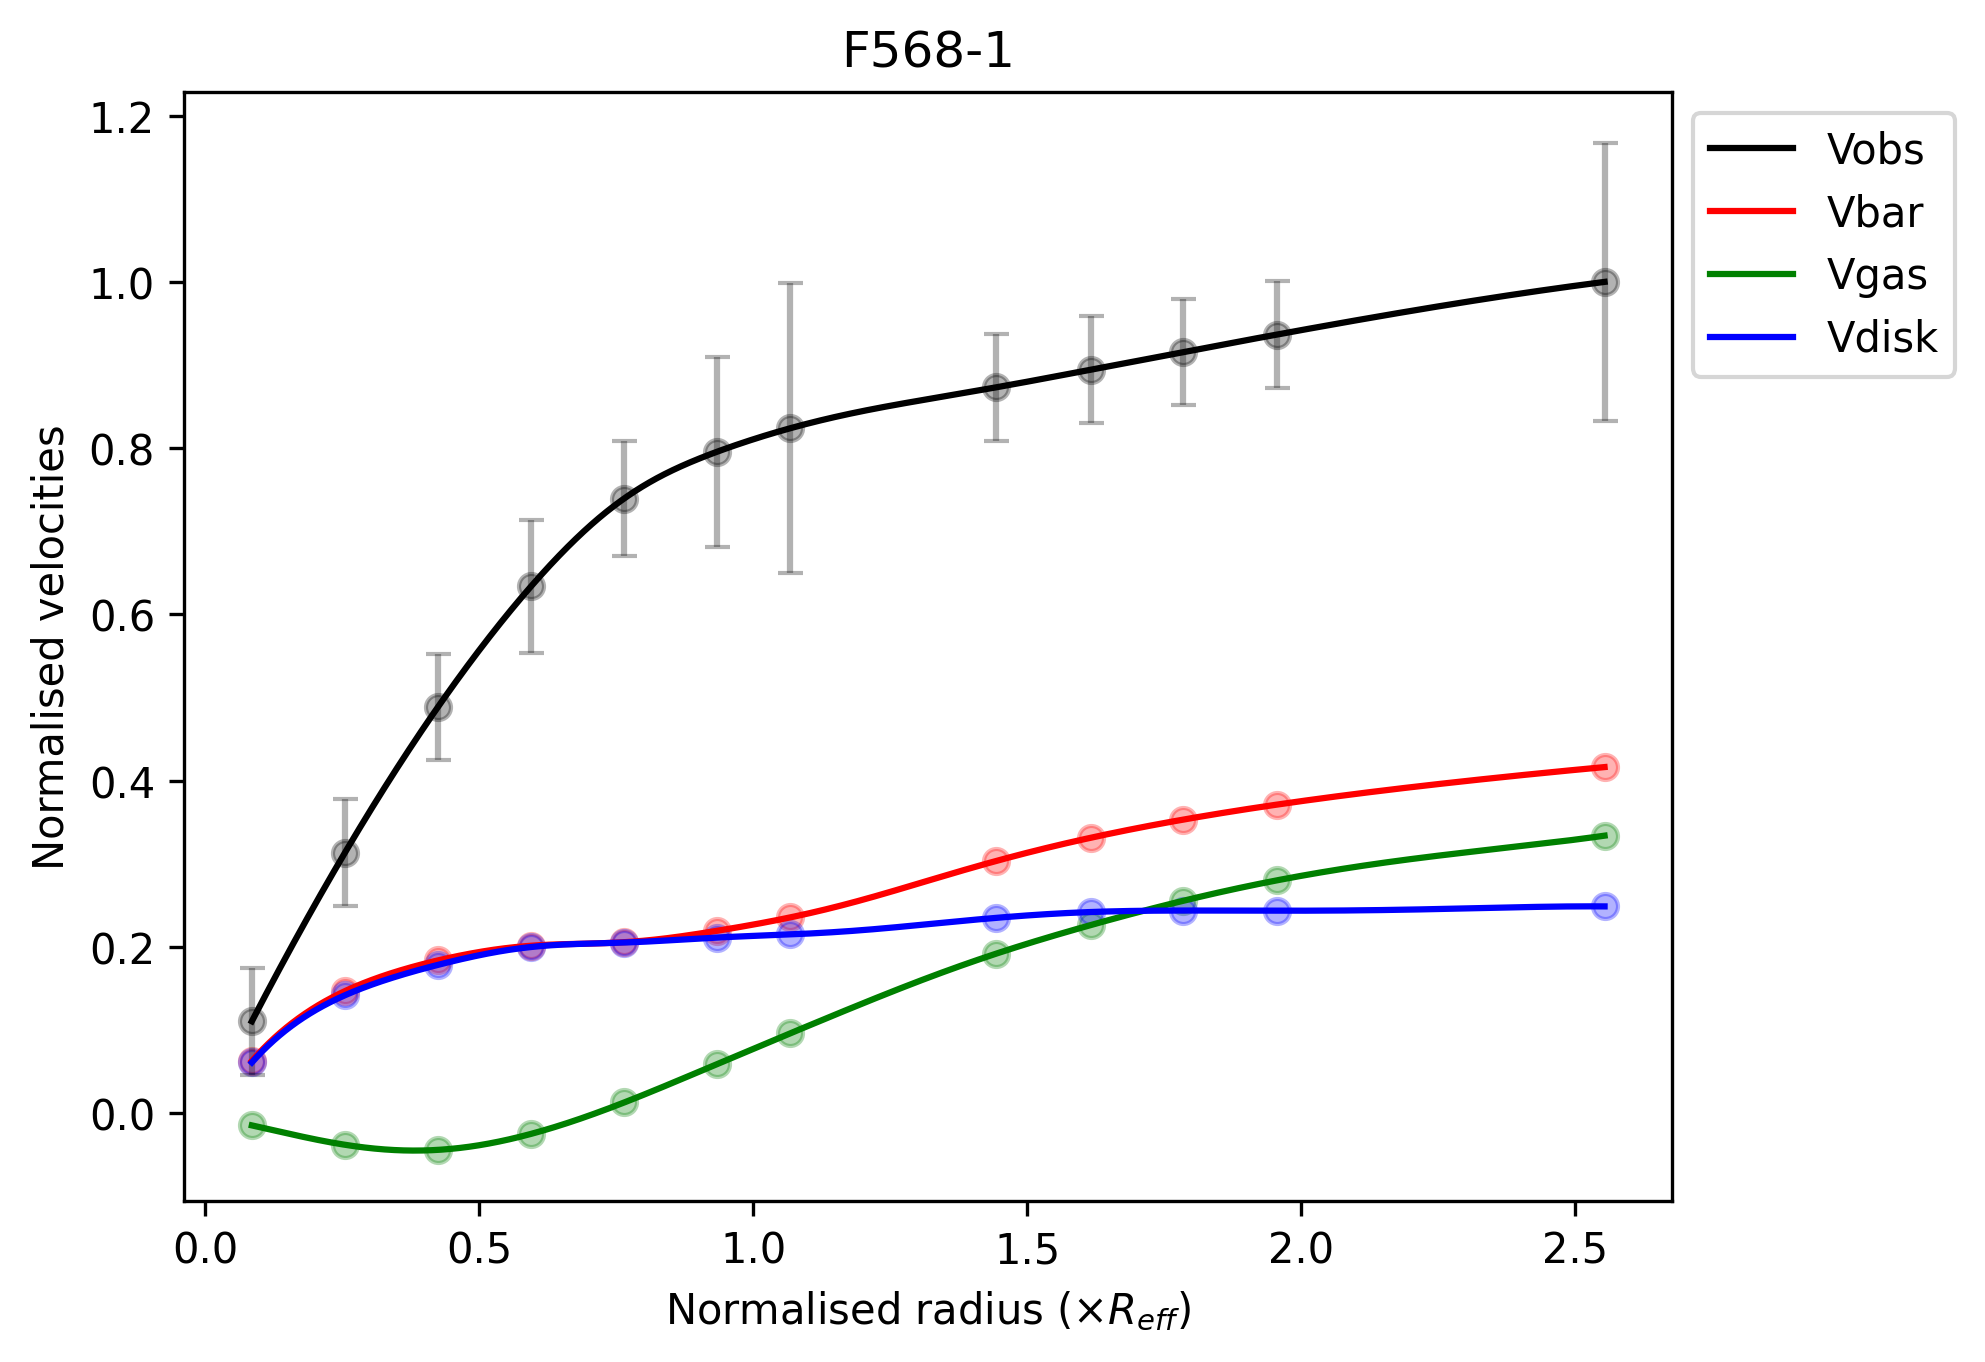 F568-1
Normalised velocities
1.2
1.0
0.8
0.6
0.4
0.2
0.0
0.0 0.5 1.0 1.5 2.0 2.5
Normalised radius (×R_eff)
Vobs
Vbar
Vgas
Vdisk